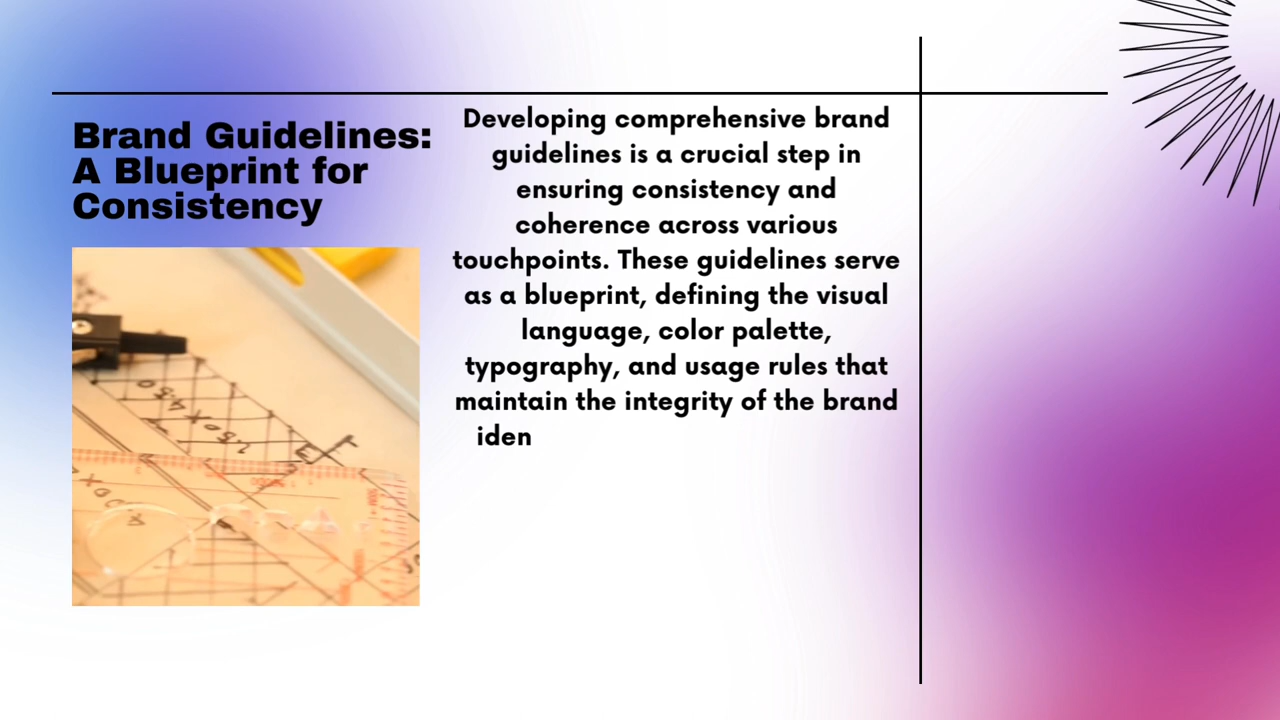 Brand Guidelines:
A Blueprint for
Consistency
Developing comprehensive brand
guidelines is a crucial step in
ensuring consistency and
coherence across various
touchpoints. These guidelines serve
as a blueprint, defining the visual
language, color palette,
typography, and usage rules that
maintain the integrity of the brand
iden